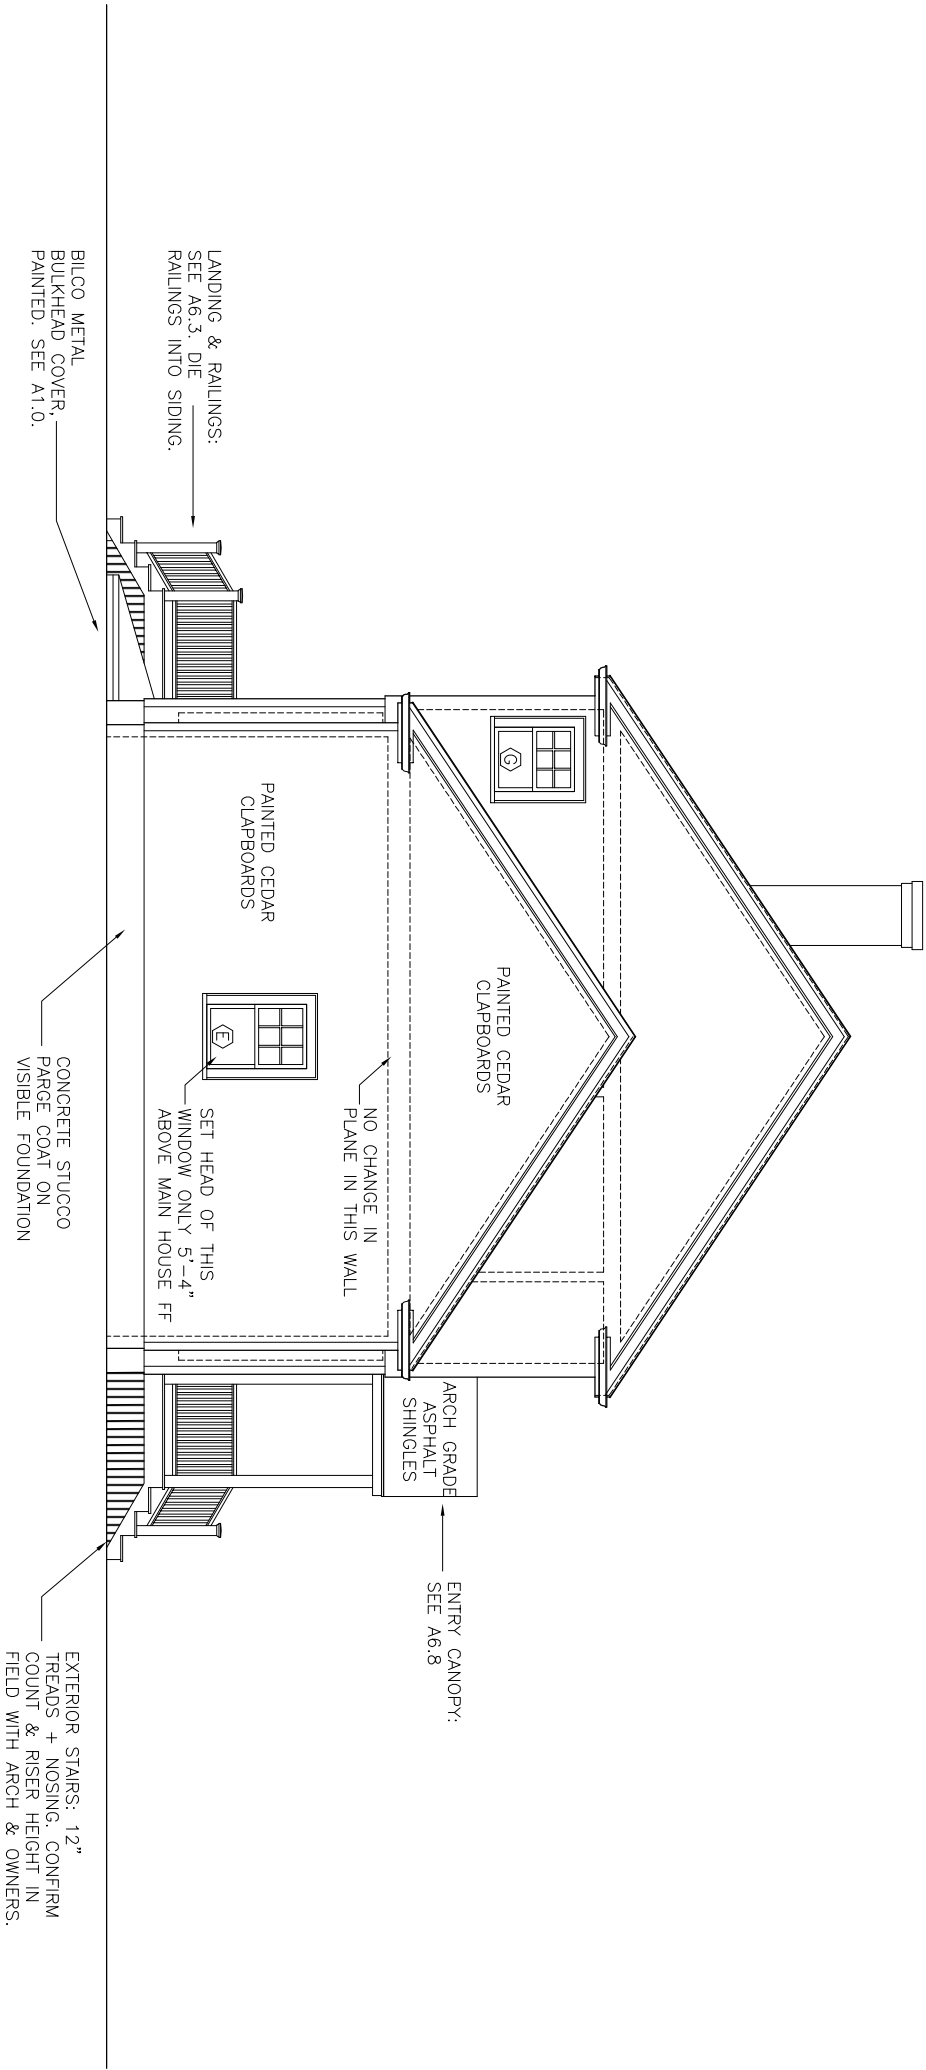 LANDING & RAILINGS:
SEE A6.3. DIE
RAILINGS INTO SIDING.
BILCO METAL
BULKHEAD COVER,
PAINTED. SEE A1.0.
G
PAINTED CEDAR
CLAPBOARDS
PAINTED CEDAR
CLAPBOARDS
E
NO CHANGE IN
PLANE IN THIS WALL
SET HEAD OF THIS
WINDOW ONLY 5'-4"
ABOVE MAIN HOUSE FF
CONCRETE STUCCO
PARGE COAT ON
VISIBLE FOUNDATION
ARCH GRADE
ASPHALT
SHINGLES
ENTRY CANOPY:
SEE A6.8
EXTERIOR STAIRS: 12"
TREADS + NOSING. CONFIRM
COUNT & RISER HEIGHT IN
FIELD WITH ARCH & OWNERS.